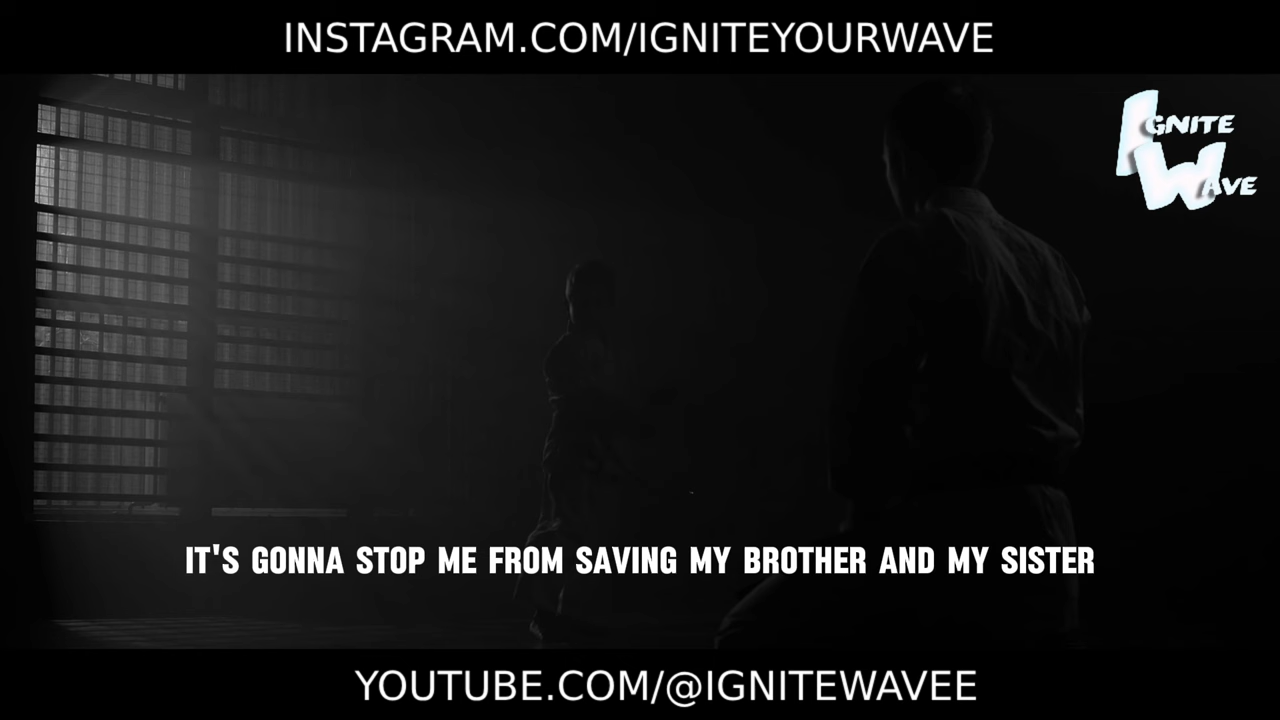 INSTAGRAM.COM/IGNITEYOURWAVE
IGNITE
WAVE
IT'S GONNA STOP ME FROM SAVING MY BROTHER AND MY SISTER
YOUTUBE.COM/@IGNITEWAVEE